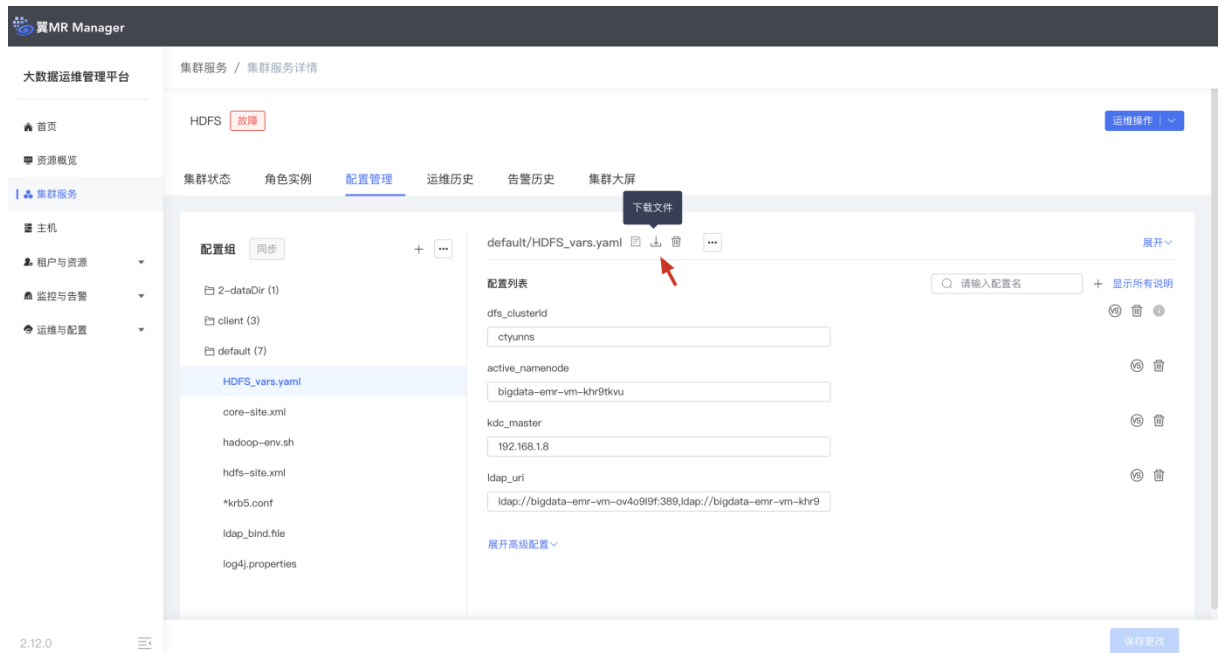 翼MR Manager
大数据运维管理平台
集群服务 / 集群服务详情
首页
资源概览
集群服务
主机
租户与资源
监控与告警
运维与配置
2.12.0
HDFS 故障
运维操作
集群状态 角色实例 配置管理 运维历史 告警历史 集群大屏
下载文件
配置组 同步
2-dataDir (1)
client (3)
default (7)
HDFS_vars.yaml
core-site.xml
hadoop-env.sh
hdfs-site.xml
*krb5.conf
ldap_bind.file
log4j.properties
default/HDFS_vars.yaml 展开
配置列表 请输入配置名 显示所有说明
dfs_clusterId VS
ctyunns
active_namenode VS
bigdata-emr-vm-khr9tkvu
kdc_master VS
192.168.1.8
ldap_uri VS
ldap://bigdata-emr-vm-ov4o9l9f:389,ldap://bigdata-emr-vm-khr9
展开高级配置
保存更改